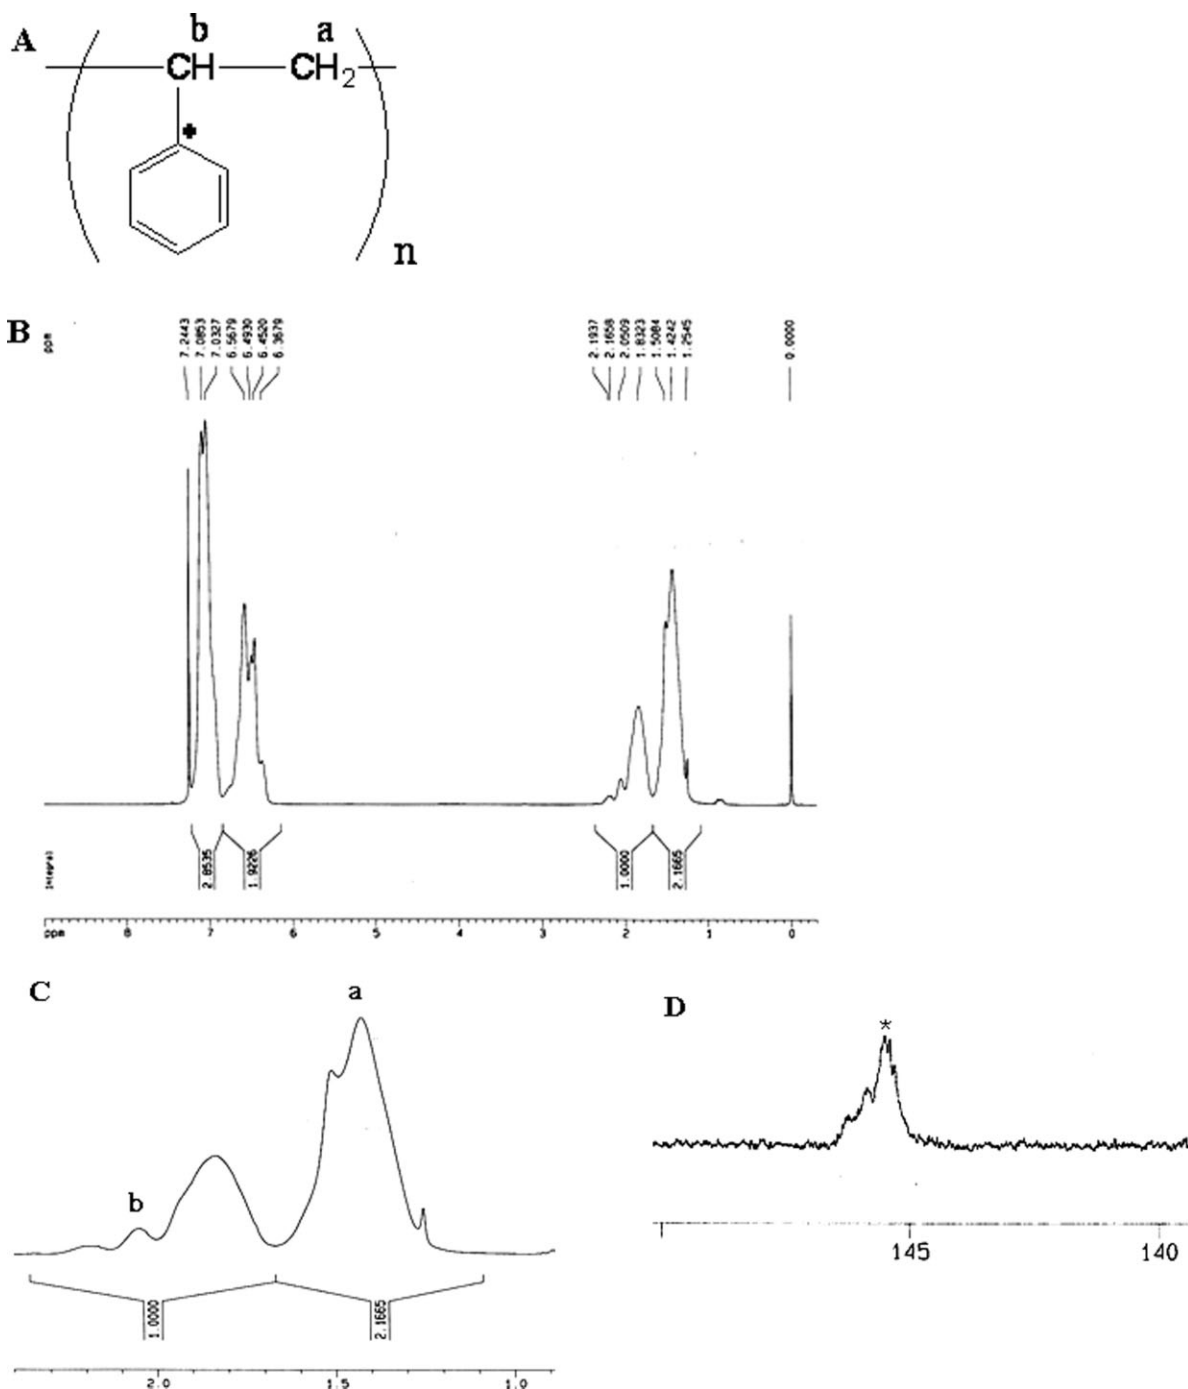 A
b a
CH CH2
n
B
ppm
7.2443
7.0853
7.0327
6.5679
6.4930
6.4520
6.3679
2.1937
2.1658
2.0509
1.8323
1.5084
1.4242
1.2545
0.0000
Integral
2.8535
1.9226
1.0000
2.1665
ppm 8 7 6 5 4 3 2 1 0
C
a
b
1.0000
2.1665
2.0 1.5 1.0
D
*
145 140